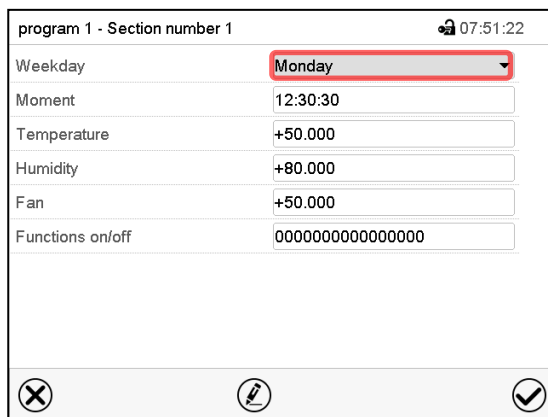 program 1 - Section number 1 07:51:22
Weekday Monday
Moment 12:30:30
Temperature +50.000
Humidity +80.000
Fan +50.000
Functions on/off 0000000000000000